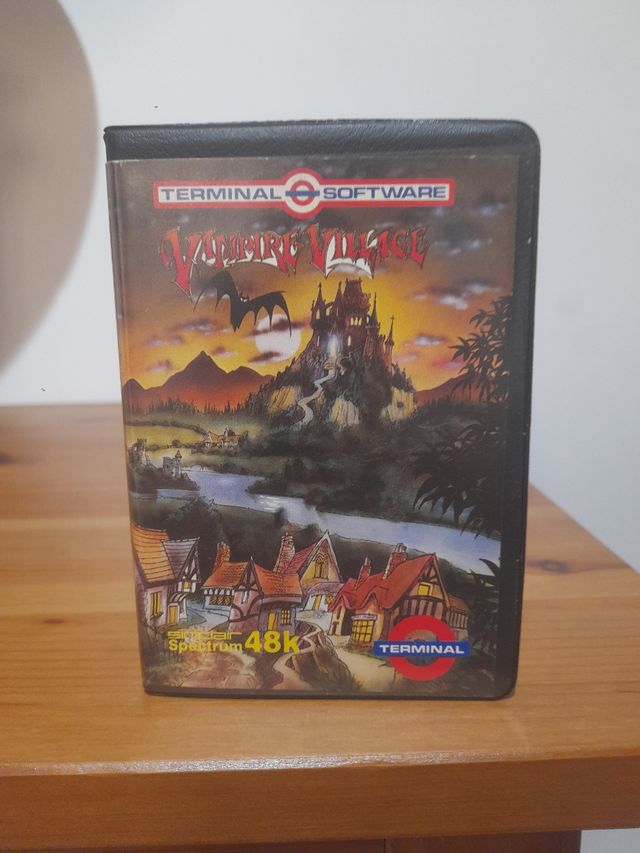 TERMINAL SOFTWARE
VAMPIRE VILLAGE
sinclair
Spectrum 48k
TERMINAL